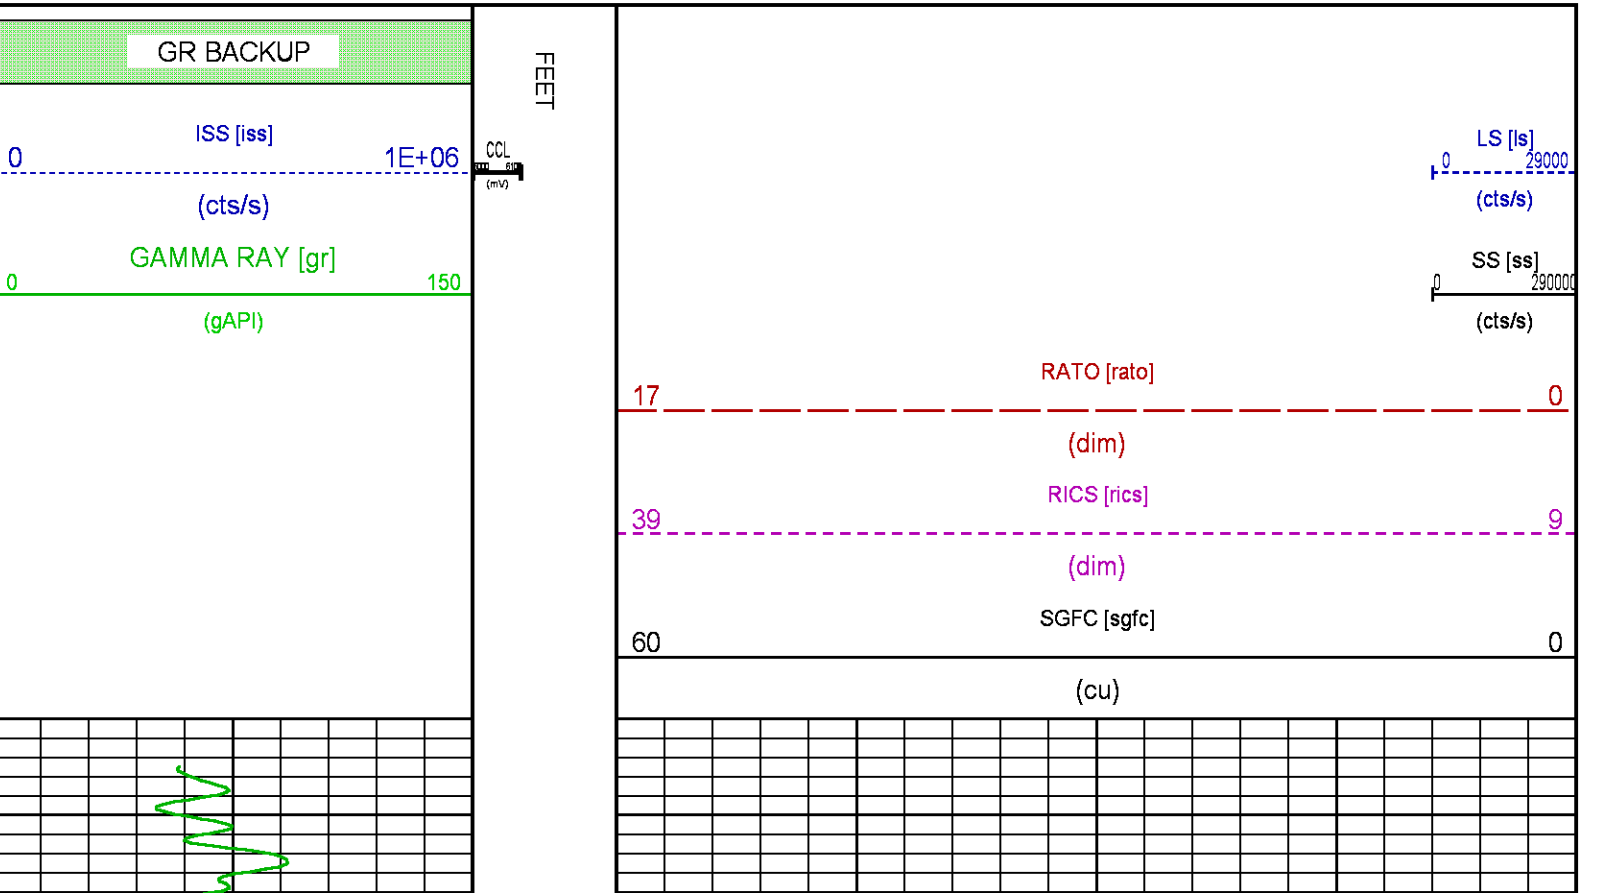 GR BACKUP
FEET
ISS [iss]
0 1E+06
(cts/s)
CCL
(mV)
LS [ls]
0 29000
(cts/s)
GAMMA RAY [gr]
0 150
(gAPI)
SS [ss]
0 290000
(cts/s)
RATO [rato]
17 0
(dim)
RICS [rics]
39 9
(dim)
SGFC [sgfc]
60 0
(cu)